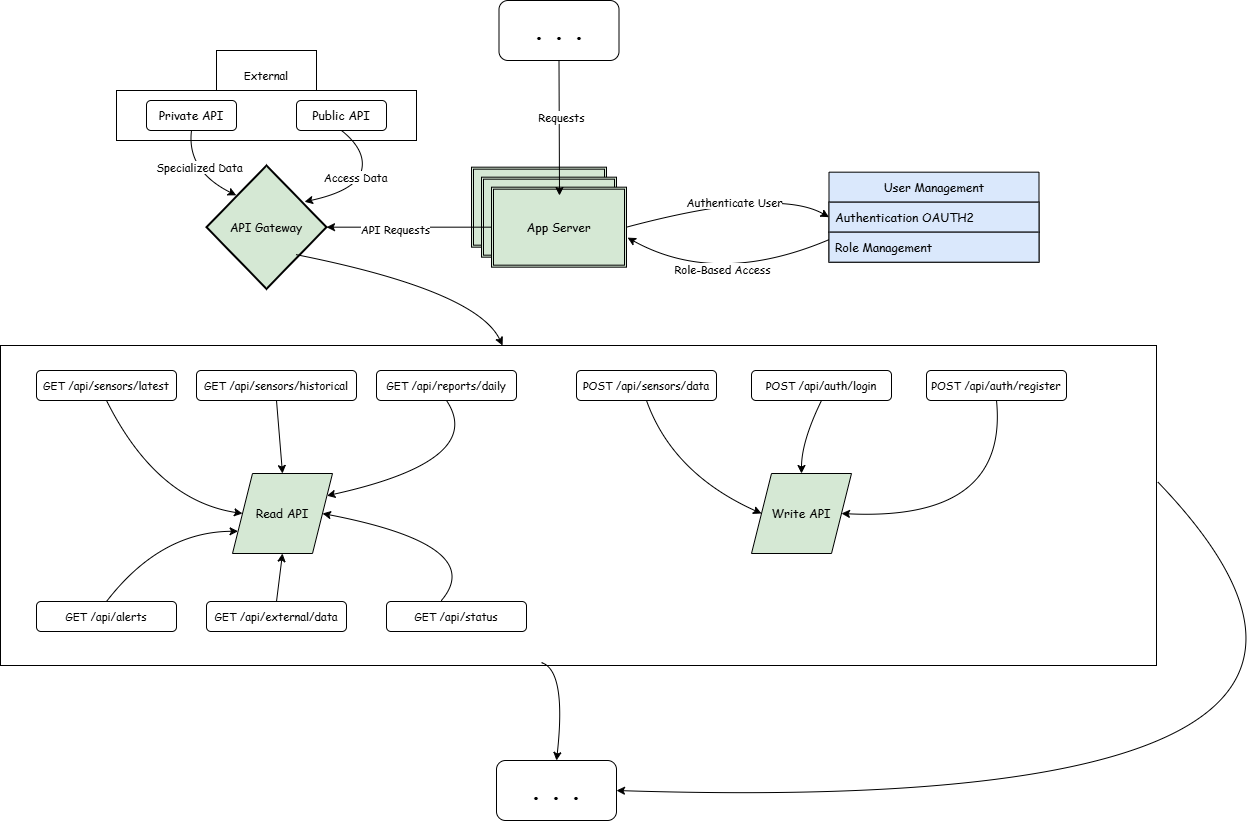 . . .
External
Private API
Public API
Requests
Specialized Data
Access Data
API Gateway
API Requests
App Server
Authenticate User
Role-Based Access
User Management
Authentication OAUTH2
Role Management
GET /api/sensors/latest
GET /api/sensors/historical
GET /api/reports/daily
POST /api/sensors/data
POST /api/auth/login
POST /api/auth/register
Read API
Write API
GET /api/alerts
GET /api/external/data
GET /api/status
. . .